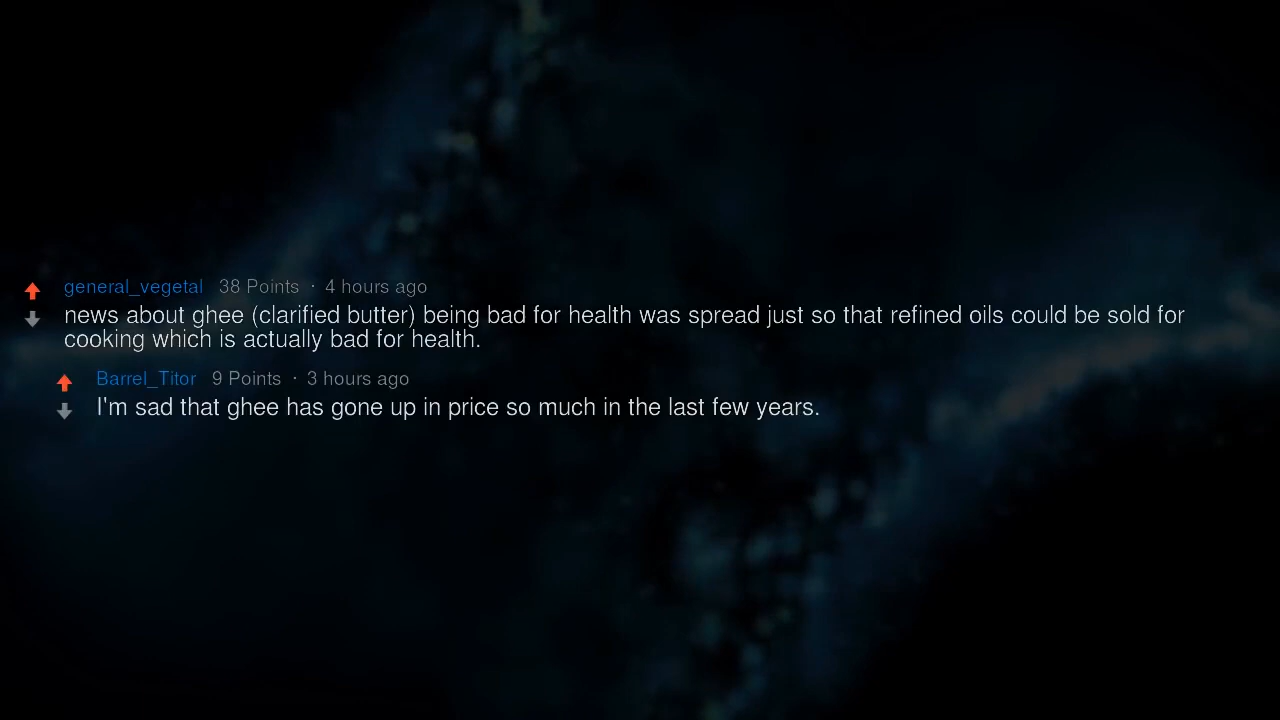 general_vegetal 38 Points · 4 hours ago
news about ghee (clarified butter) being bad for health was spread just so that refined oils could be sold for
cooking which is actually bad for health.
Barrel_Titor 9 Points · 3 hours ago
I'm sad that ghee has gone up in price so much in the last few years.